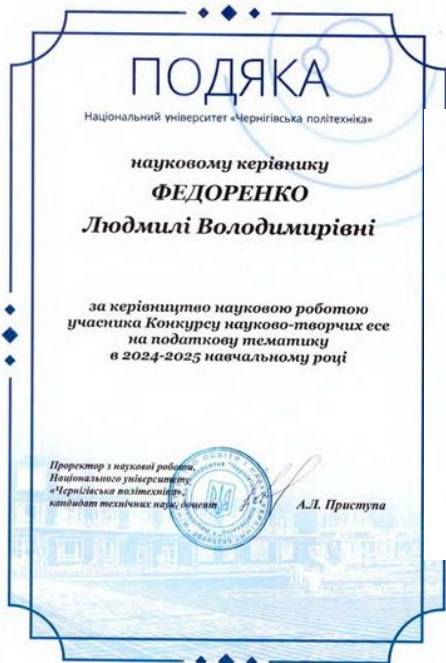 ПОДЯКА
Національний університет «Чернігівська політехніка»
науковому керівнику
ФЕДОРЕНКО
Людмилі Володимирівні
за керівництво науковою роботою
учасника Конкурсу науково-творчих есе
на податкову тематику
в 2024-2025 навчальному році
Проректор з наукової роботи,
Національного університету
«Чернігівська політехніка»,
кандидат технічних наук, доцент
А.Л. Приступа